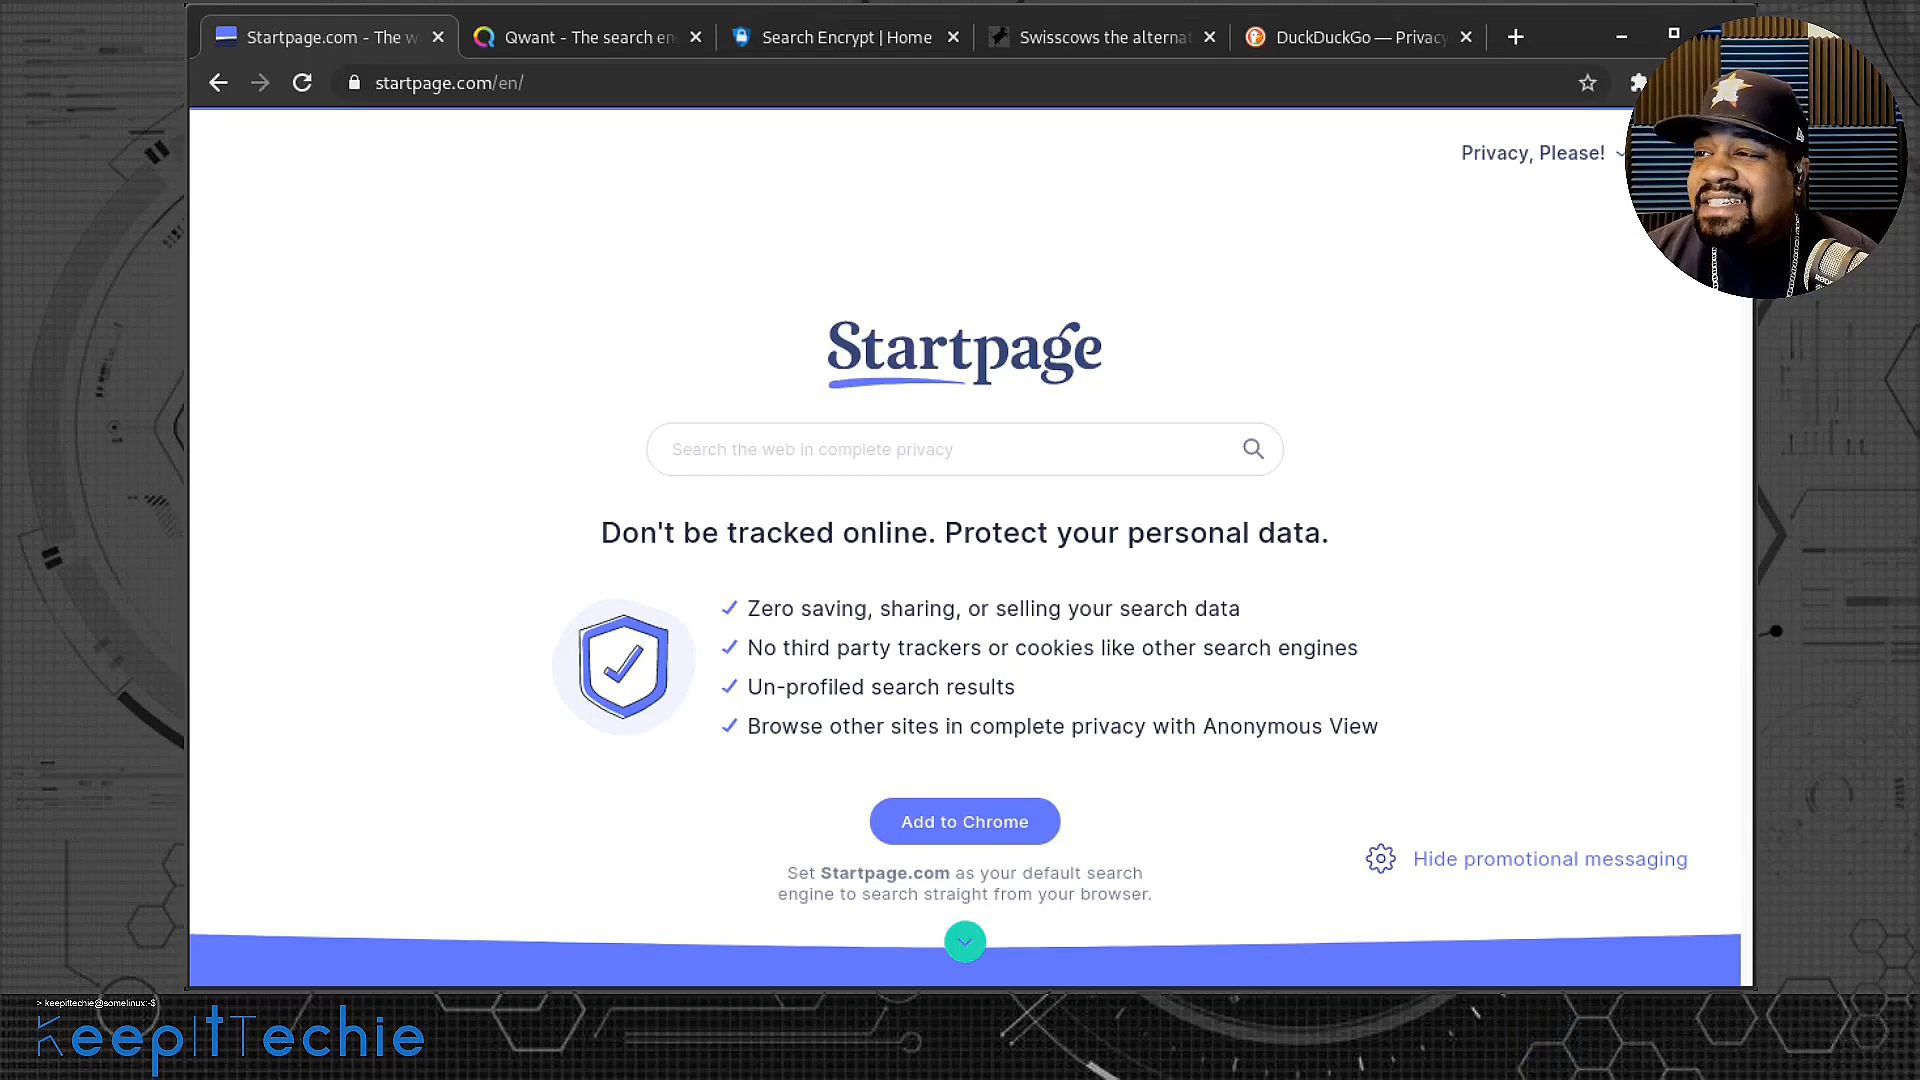 Startpage.com - The w
Qwant - The search en
Search Encrypt | Home
Swisscows the alternat
DuckDuckGo — Privacy
startpage.com/en/
Privacy, Please!
Startpage
Search the web in complete privacy
Don't be tracked online. Protect your personal data.
Zero saving, sharing, or selling your search data
No third party trackers or cookies like other search engines
Un-profiled search results
Browse other sites in complete privacy with Anonymous View
Add to Chrome
Hide promotional messaging
Set Startpage.com as your default search
engine to search straight from your browser.
> keepittechie@somelinux:~$
KeepItTechie